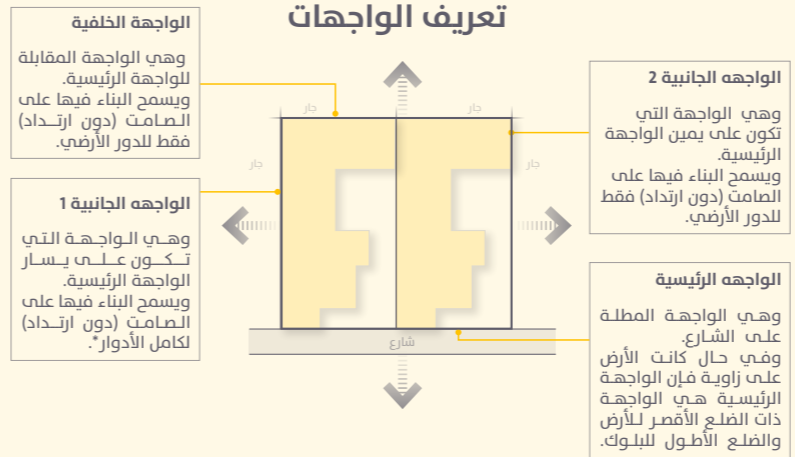 تعريف الواجهات
الواجهه الجانبية 2
وهي الواجهة التي
تكون على يمين الواجهة
الرئيسية.
ويسمح البناء فيها على
الصامت (دون ارتداد) فقط
للدور الأرضي.
الواجهه الرئيسية
وهي الواجهة المطلة
على الشارع.
وفي حال كانت الأرض
على زاوية فإن الواجهة
الرئيسية هي الواجهة
ذات الضلع الأقصر للأرض
والضلع الأطول للبلوك.
جار
جار
جار
جار
شارع
الواجهة الخلفية
وهي الواجهة المقابلة
للواجهة الرئيسية.
ويسمح البناء فيها على
الصامت (دون ارتداد)
فقط للدور الأرضي.
الواجهه الجانبية 1
وهي الواجهة التي
تكون على يسار
الواجهة الرئيسية.
ويسمح البناء فيها على
الصامت (دون ارتداد)
لكامل الأدوار*.